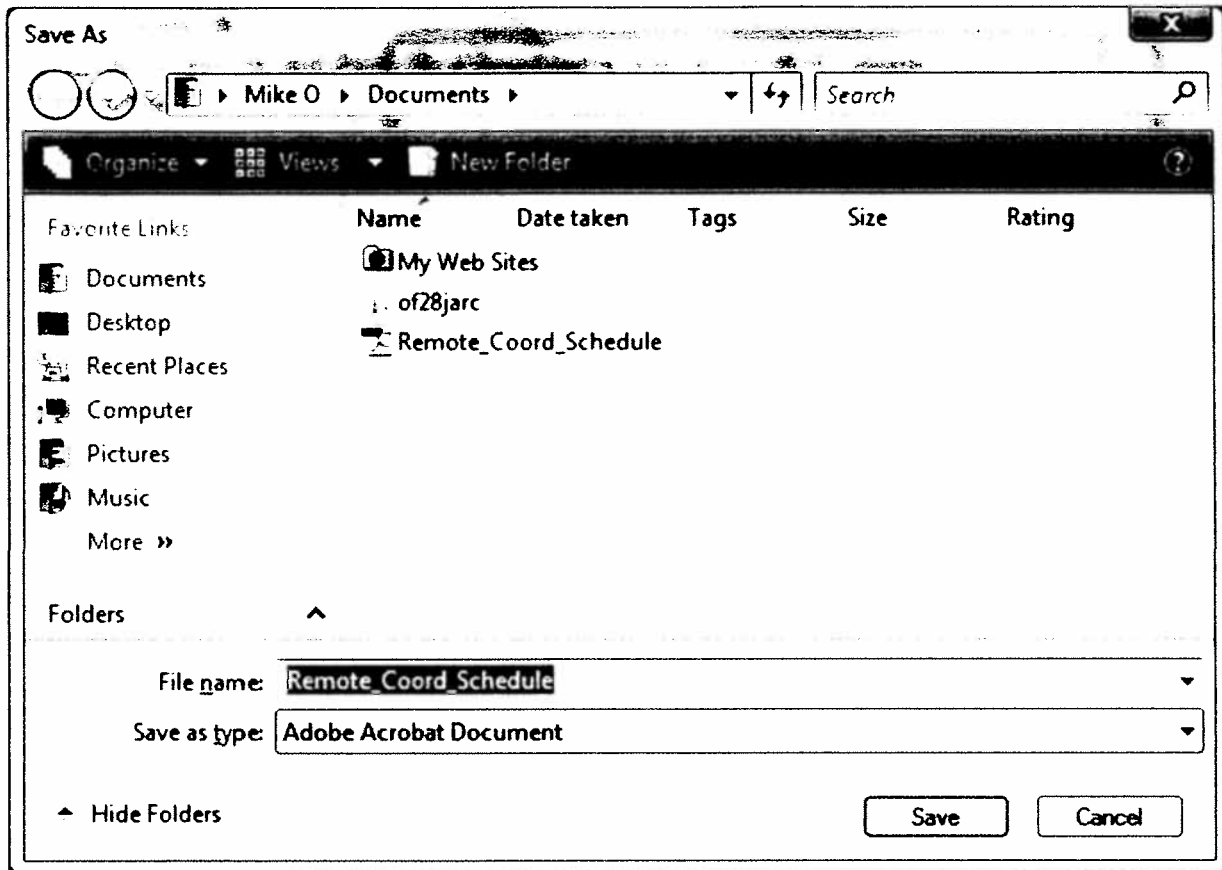 Save As
Mike O Documents
Search
Organize Views New Folder
Favorite Links
Name Date taken Tags Size Rating
Documents
My Web Sites
Desktop
of28jarc
Recent Places
Remote_Coord_Schedule
Computer
Pictures
Music
More »
Folders
File name: Remote_Coord_Schedule
Save as type: Adobe Acrobat Document
Hide Folders Save Cancel